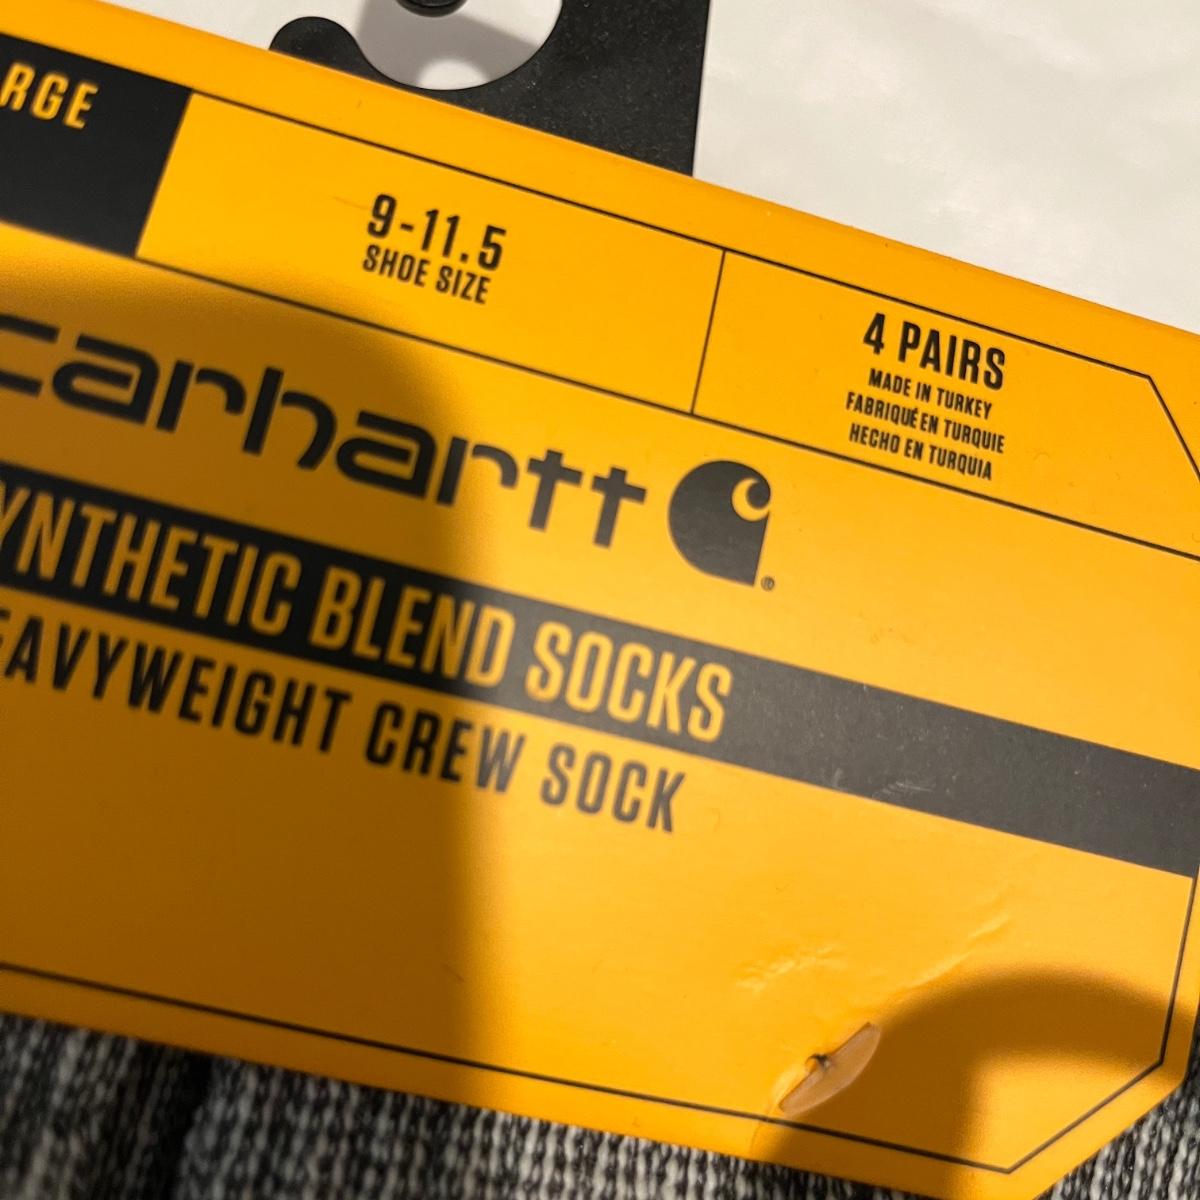 RGE
9-11.5
SHOE SIZE
4 PAIRS
MADE IN TURKEY
FABRIQUÉ EN TURQUIE
HECHO EN TURQUIA
carhartt
®
YNTHETIC BLEND SOCKS
EAVYWEIGHT CREW SOCK